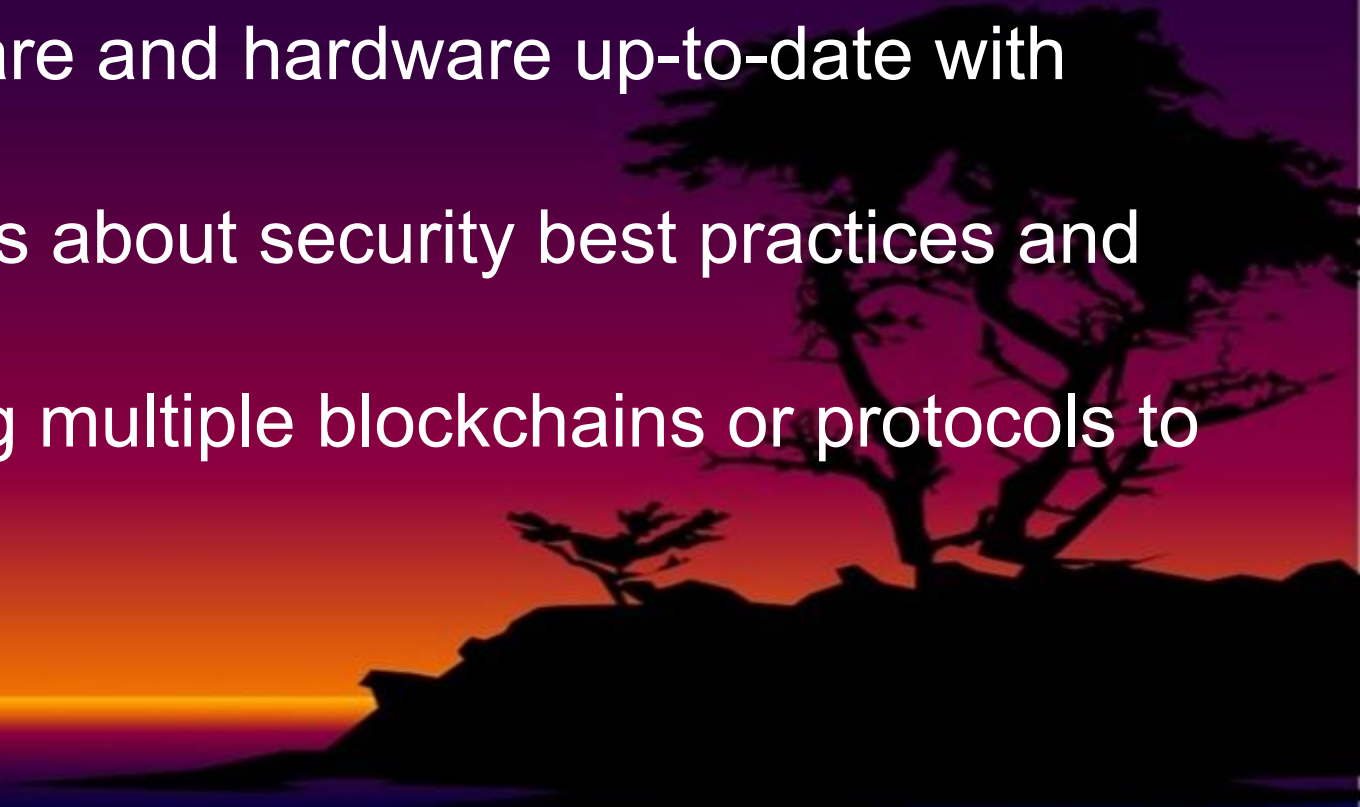 are and hardware up-to-date with
s about security best practices and
g multiple blockchains or protocols to